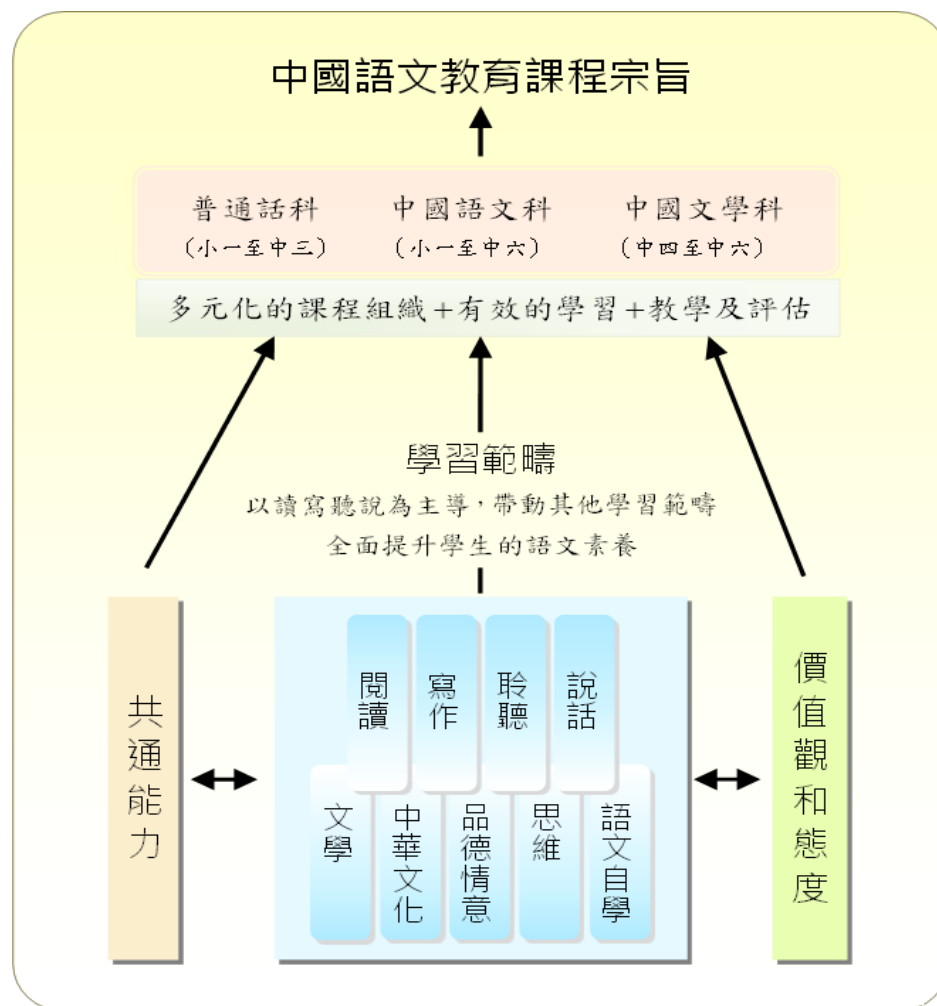 中國語文教育課程宗旨
普通話科 中國語文科 中國文學科
(小一至中三) (小一至中六) (中四至中六)
多元化的課程組織+有效的學習+教學及評估
學習範疇
以讀寫聽說為主導，帶動其他學習範疇
全面提升學生的語文素養
共通能力
閱讀
寫作
聆聽
說話
文學
中華文化
品德情意
思維
語文自學
價值觀和態度